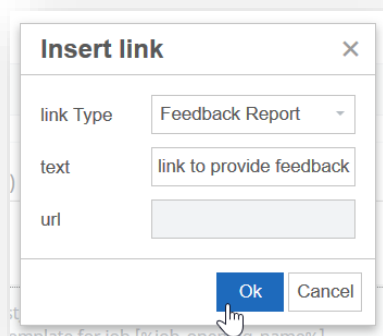 Insert link ×
link Type Feedback Report
text link to provide feedback
url
Ok Cancel